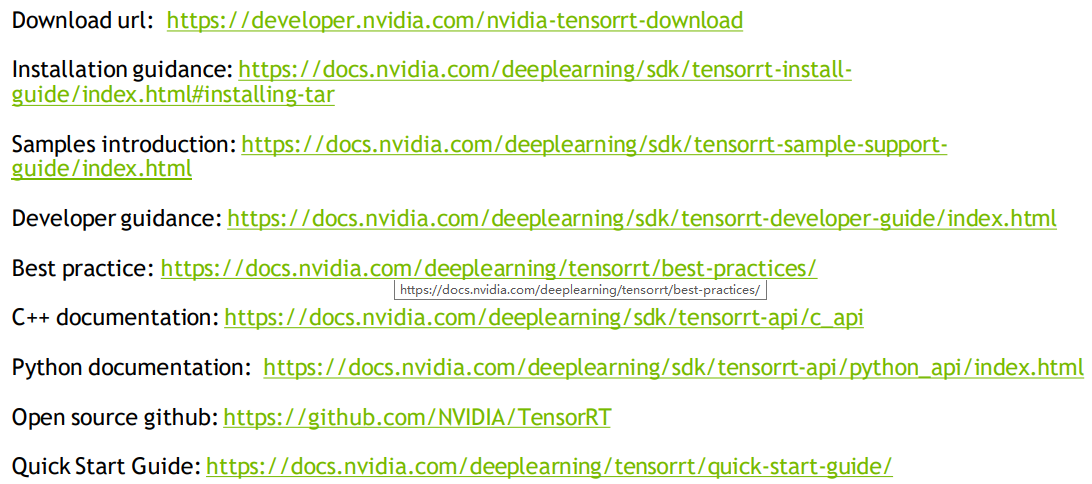 Download url: https://developer.nvidia.com/nvidia-tensorrt-download
Installation guidance: https://docs.nvidia.com/deeplearning/sdk/tensorrt-install-
guide/index.html#installing-tar
Samples introduction: https://docs.nvidia.com/deeplearning/sdk/tensorrt-sample-support-
guide/index.html
Developer guidance: https://docs.nvidia.com/deeplearning/sdk/tensorrt-developer-guide/index.html
Best practice: https://docs.nvidia.com/deeplearning/tensorrt/best-practices/
https://docs.nvidia.com/deeplearning/tensorrt/best-practices/
C++ documentation: https://docs.nvidia.com/deeplearning/sdk/tensorrt-api/c_api
Python documentation: https://docs.nvidia.com/deeplearning/sdk/tensorrt-api/python_api/index.html
Open source github: https://github.com/NVIDIA/TensorRT
Quick Start Guide: https://docs.nvidia.com/deeplearning/tensorrt/quick-start-guide/